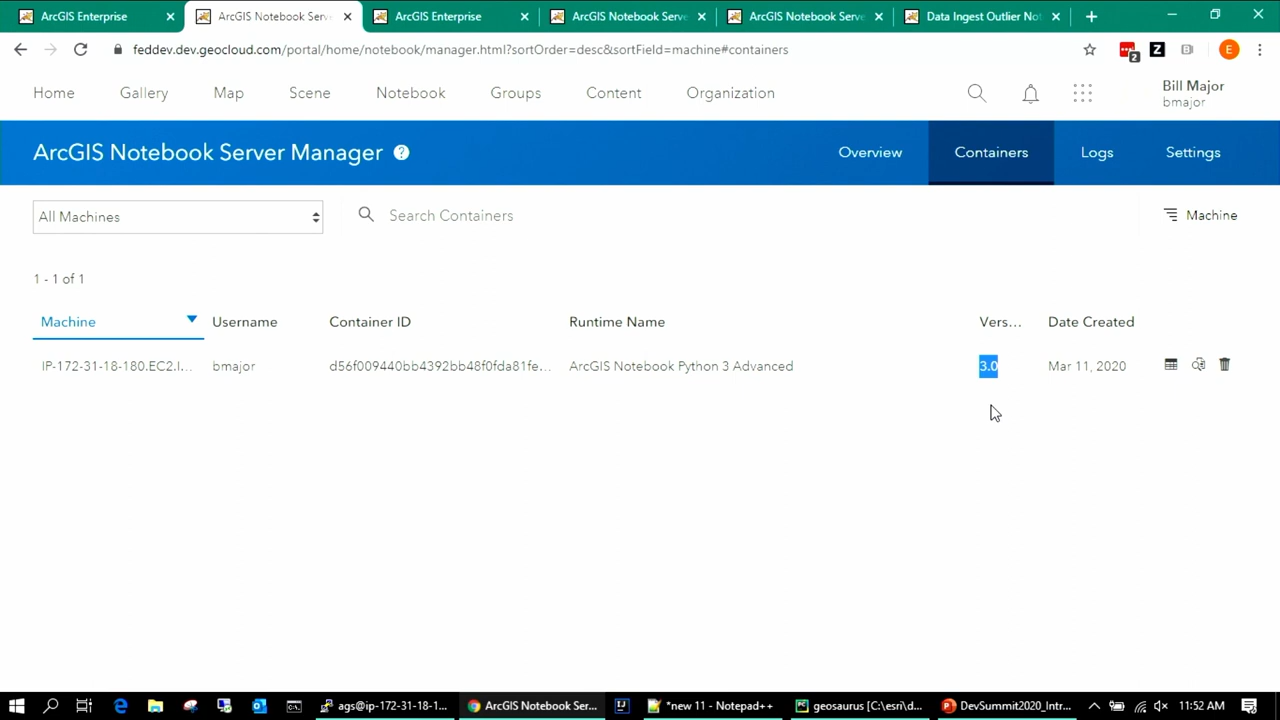 ArcGIS Enterprise
ArcGIS Notebook Serv
ArcGIS Enterprise
ArcGIS Notebook Serve
ArcGIS Notebook Serve
Data Ingest Outlier Not
feddev.dev.geocloud.com/portal/home/notebook/manager.html?sortOrder=desc&sortField=machine#containers
2
Z
E
Home Gallery Map Scene Notebook Groups Content Organization
Bill Major
bmajor
ArcGIS Notebook Server Manager ?
Overview Containers Logs Settings
All Machines
Search Containers
Machine
1 - 1 of 1
Machine Username Container ID Runtime Name Vers... Date Created
IP-172-31-18-180.EC2.I... bmajor d56f009440bb4392bb48f0fda81fe... ArcGIS Notebook Python 3 Advanced 3.0 Mar 11, 2020
ags@ip-172-31-18-1...
ArcGIS Notebook Ser...
*new 11 - Notepad++
geosaurus [C:\esri\d...
DevSummit2020_Intr...
11:52 AM